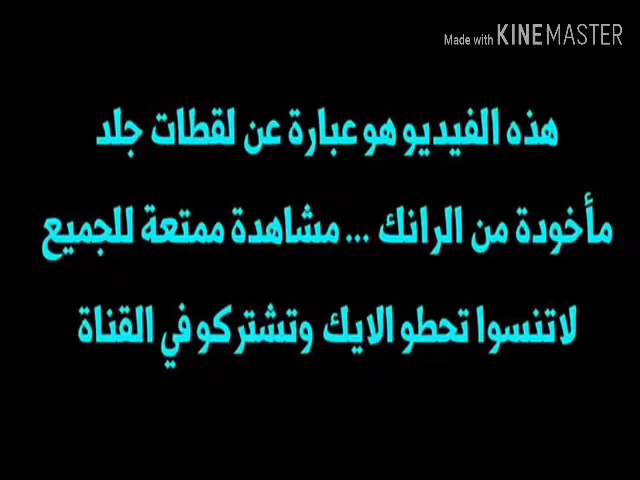 Made with KINEMASTER
هذه الفيديو هو عبارة عن لقطات جلد
مأخودة من الرانك ... مشاهدة ممتعة للجميع
لاتنسوا تحطو الايك وتشتركو في القناة